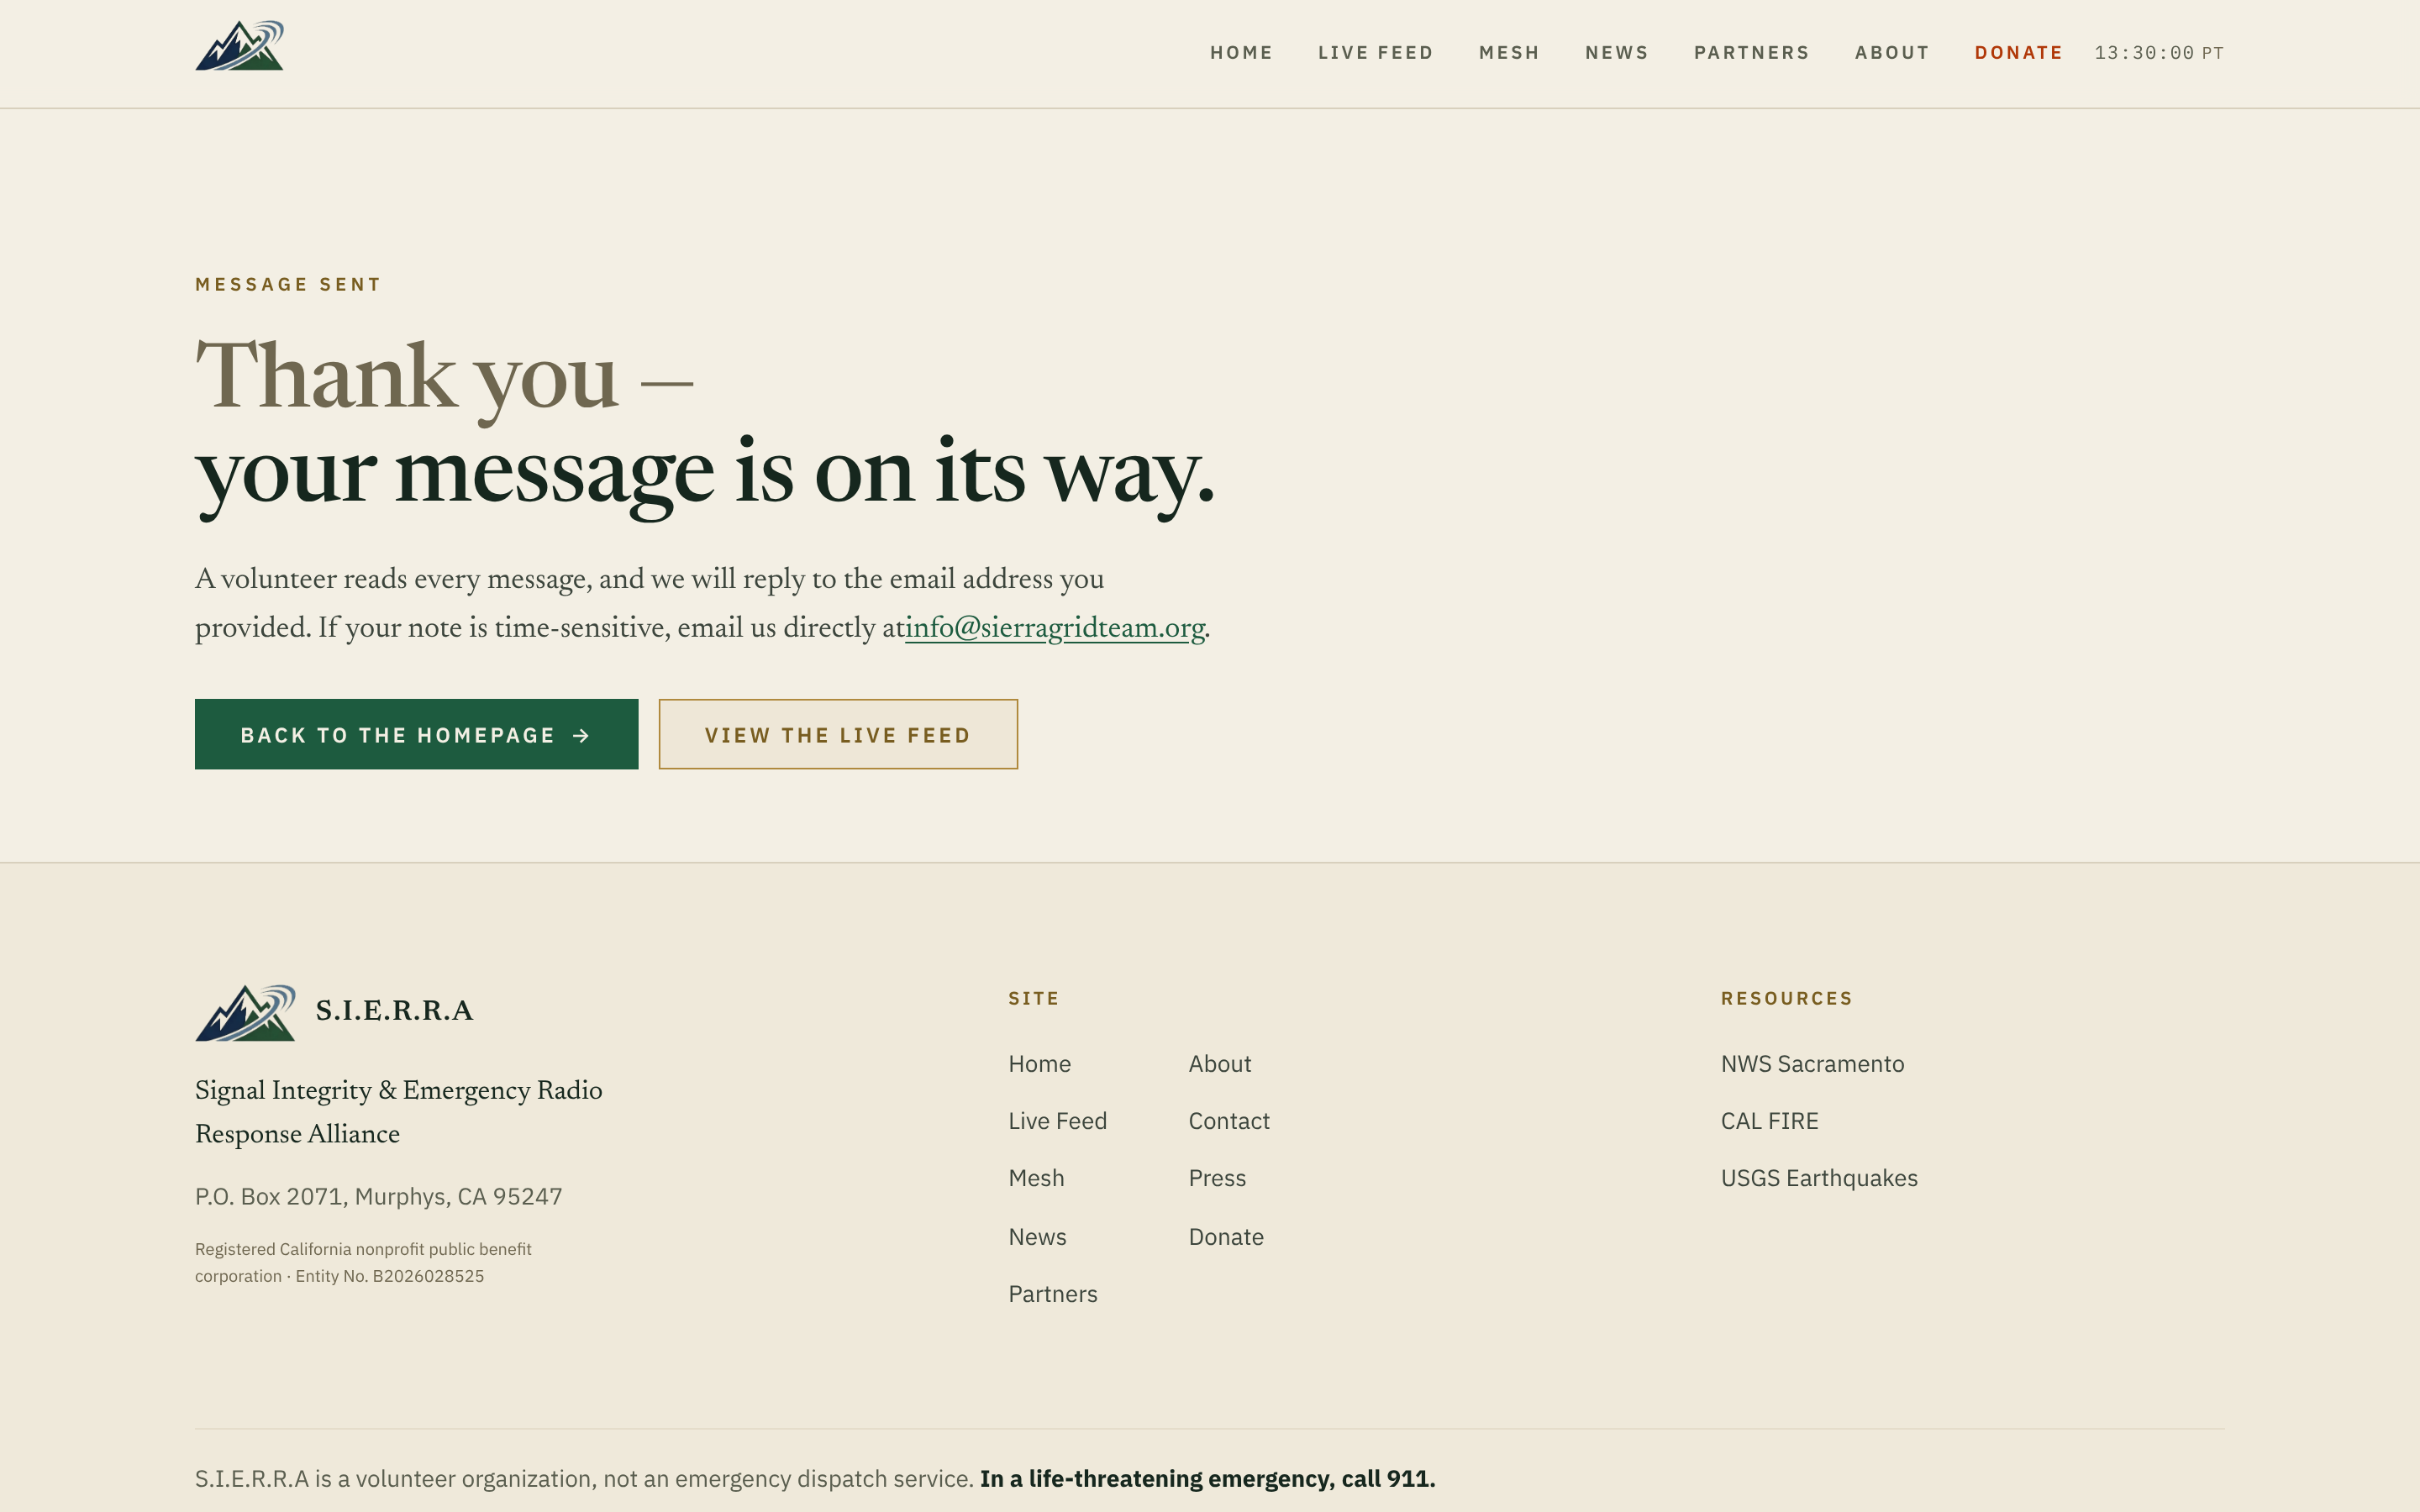 HOME LIVE FEED MESH NEWS PARTNERS ABOUT DONATE 13:30:00 PT
MESSAGE SENT
Thank you —
your message is on its way.
A volunteer reads every message, and we will reply to the email address you
provided. If your note is time-sensitive, email us directly atinfo@sierragridteam.org.
BACK TO THE HOMEPAGE →
VIEW THE LIVE FEED
S.I.E.R.R.A
Signal Integrity & Emergency Radio
Response Alliance
P.O. Box 2071, Murphys, CA 95247
Registered California nonprofit public benefit
corporation · Entity No. B2026028525
SITE
Home
Live Feed
Mesh
News
Partners
About
Contact
Press
Donate
RESOURCES
NWS Sacramento
CAL FIRE
USGS Earthquakes
S.I.E.R.R.A is a volunteer organization, not an emergency dispatch service. In a life-threatening emergency, call 911.